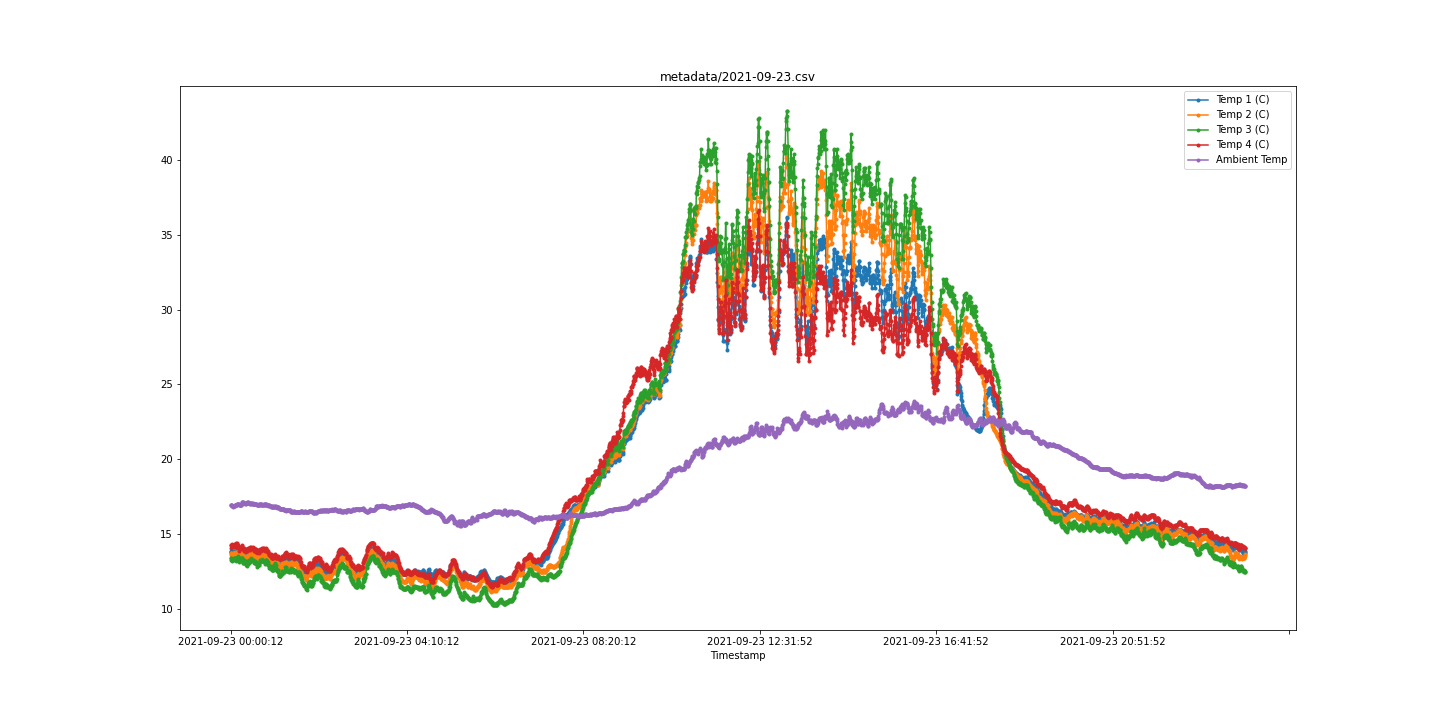 metadata/2021-09-23.csv
Temp 1 (C)
Temp 2 (C)
Temp 3 (C)
Temp 4 (C)
Ambient Temp
40
35
30
25
20
15
10
2021-09-23 00:00:12
2021-09-23 04:10:12
2021-09-23 08:20:12
2021-09-23 12:31:52
2021-09-23 16:41:52
2021-09-23 20:51:52
Timestamp